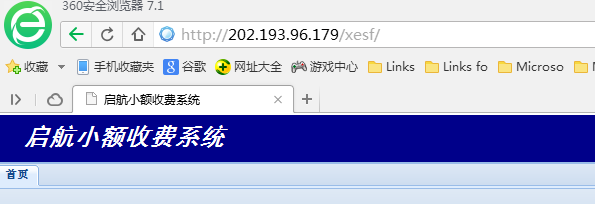 360安全浏览器 7.1
http://202.193.96.179/xesf/
收藏 手机收藏夹 谷歌 网址大全 游戏中心 Links Links fo Microso N
启航小额收费系统
启航小额收费系统
首页